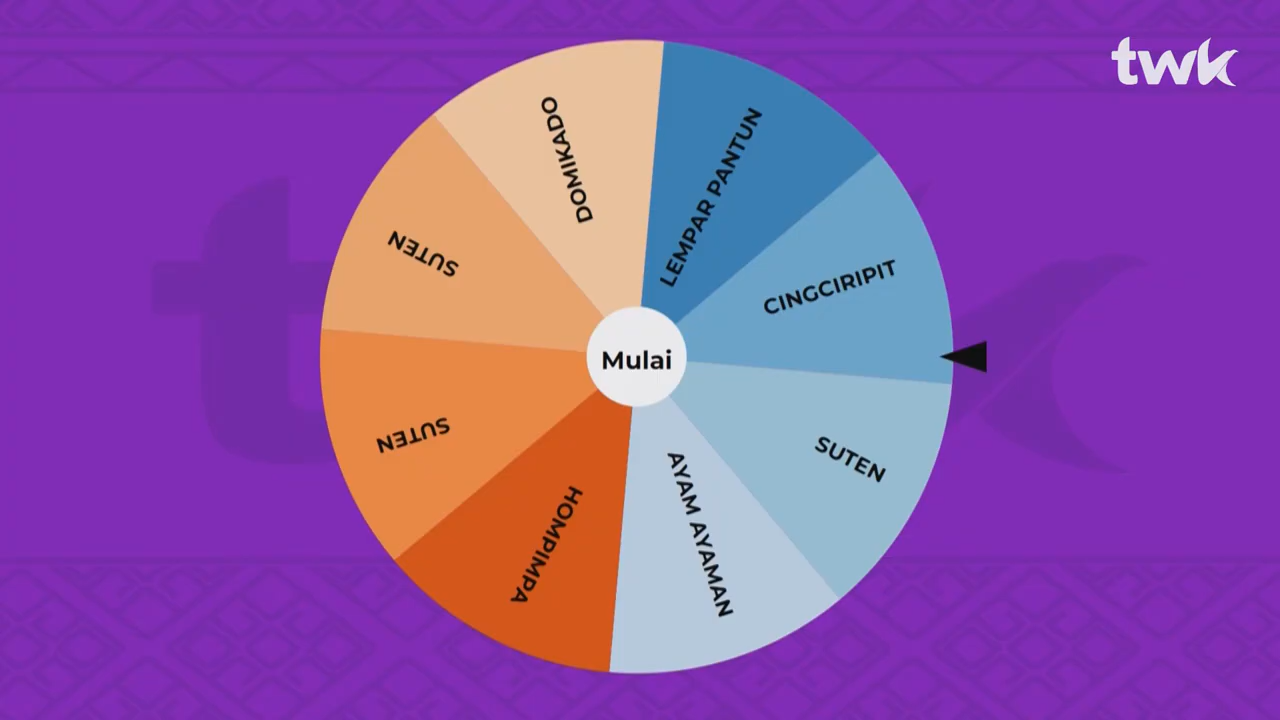 twk
DOMIKADO
LEMPAR PANTUN
CINGCIRIPIT
SUTEN
AYAM AYAMAN
HOMPIMPA
SUTEN
SUTEN
Mulai